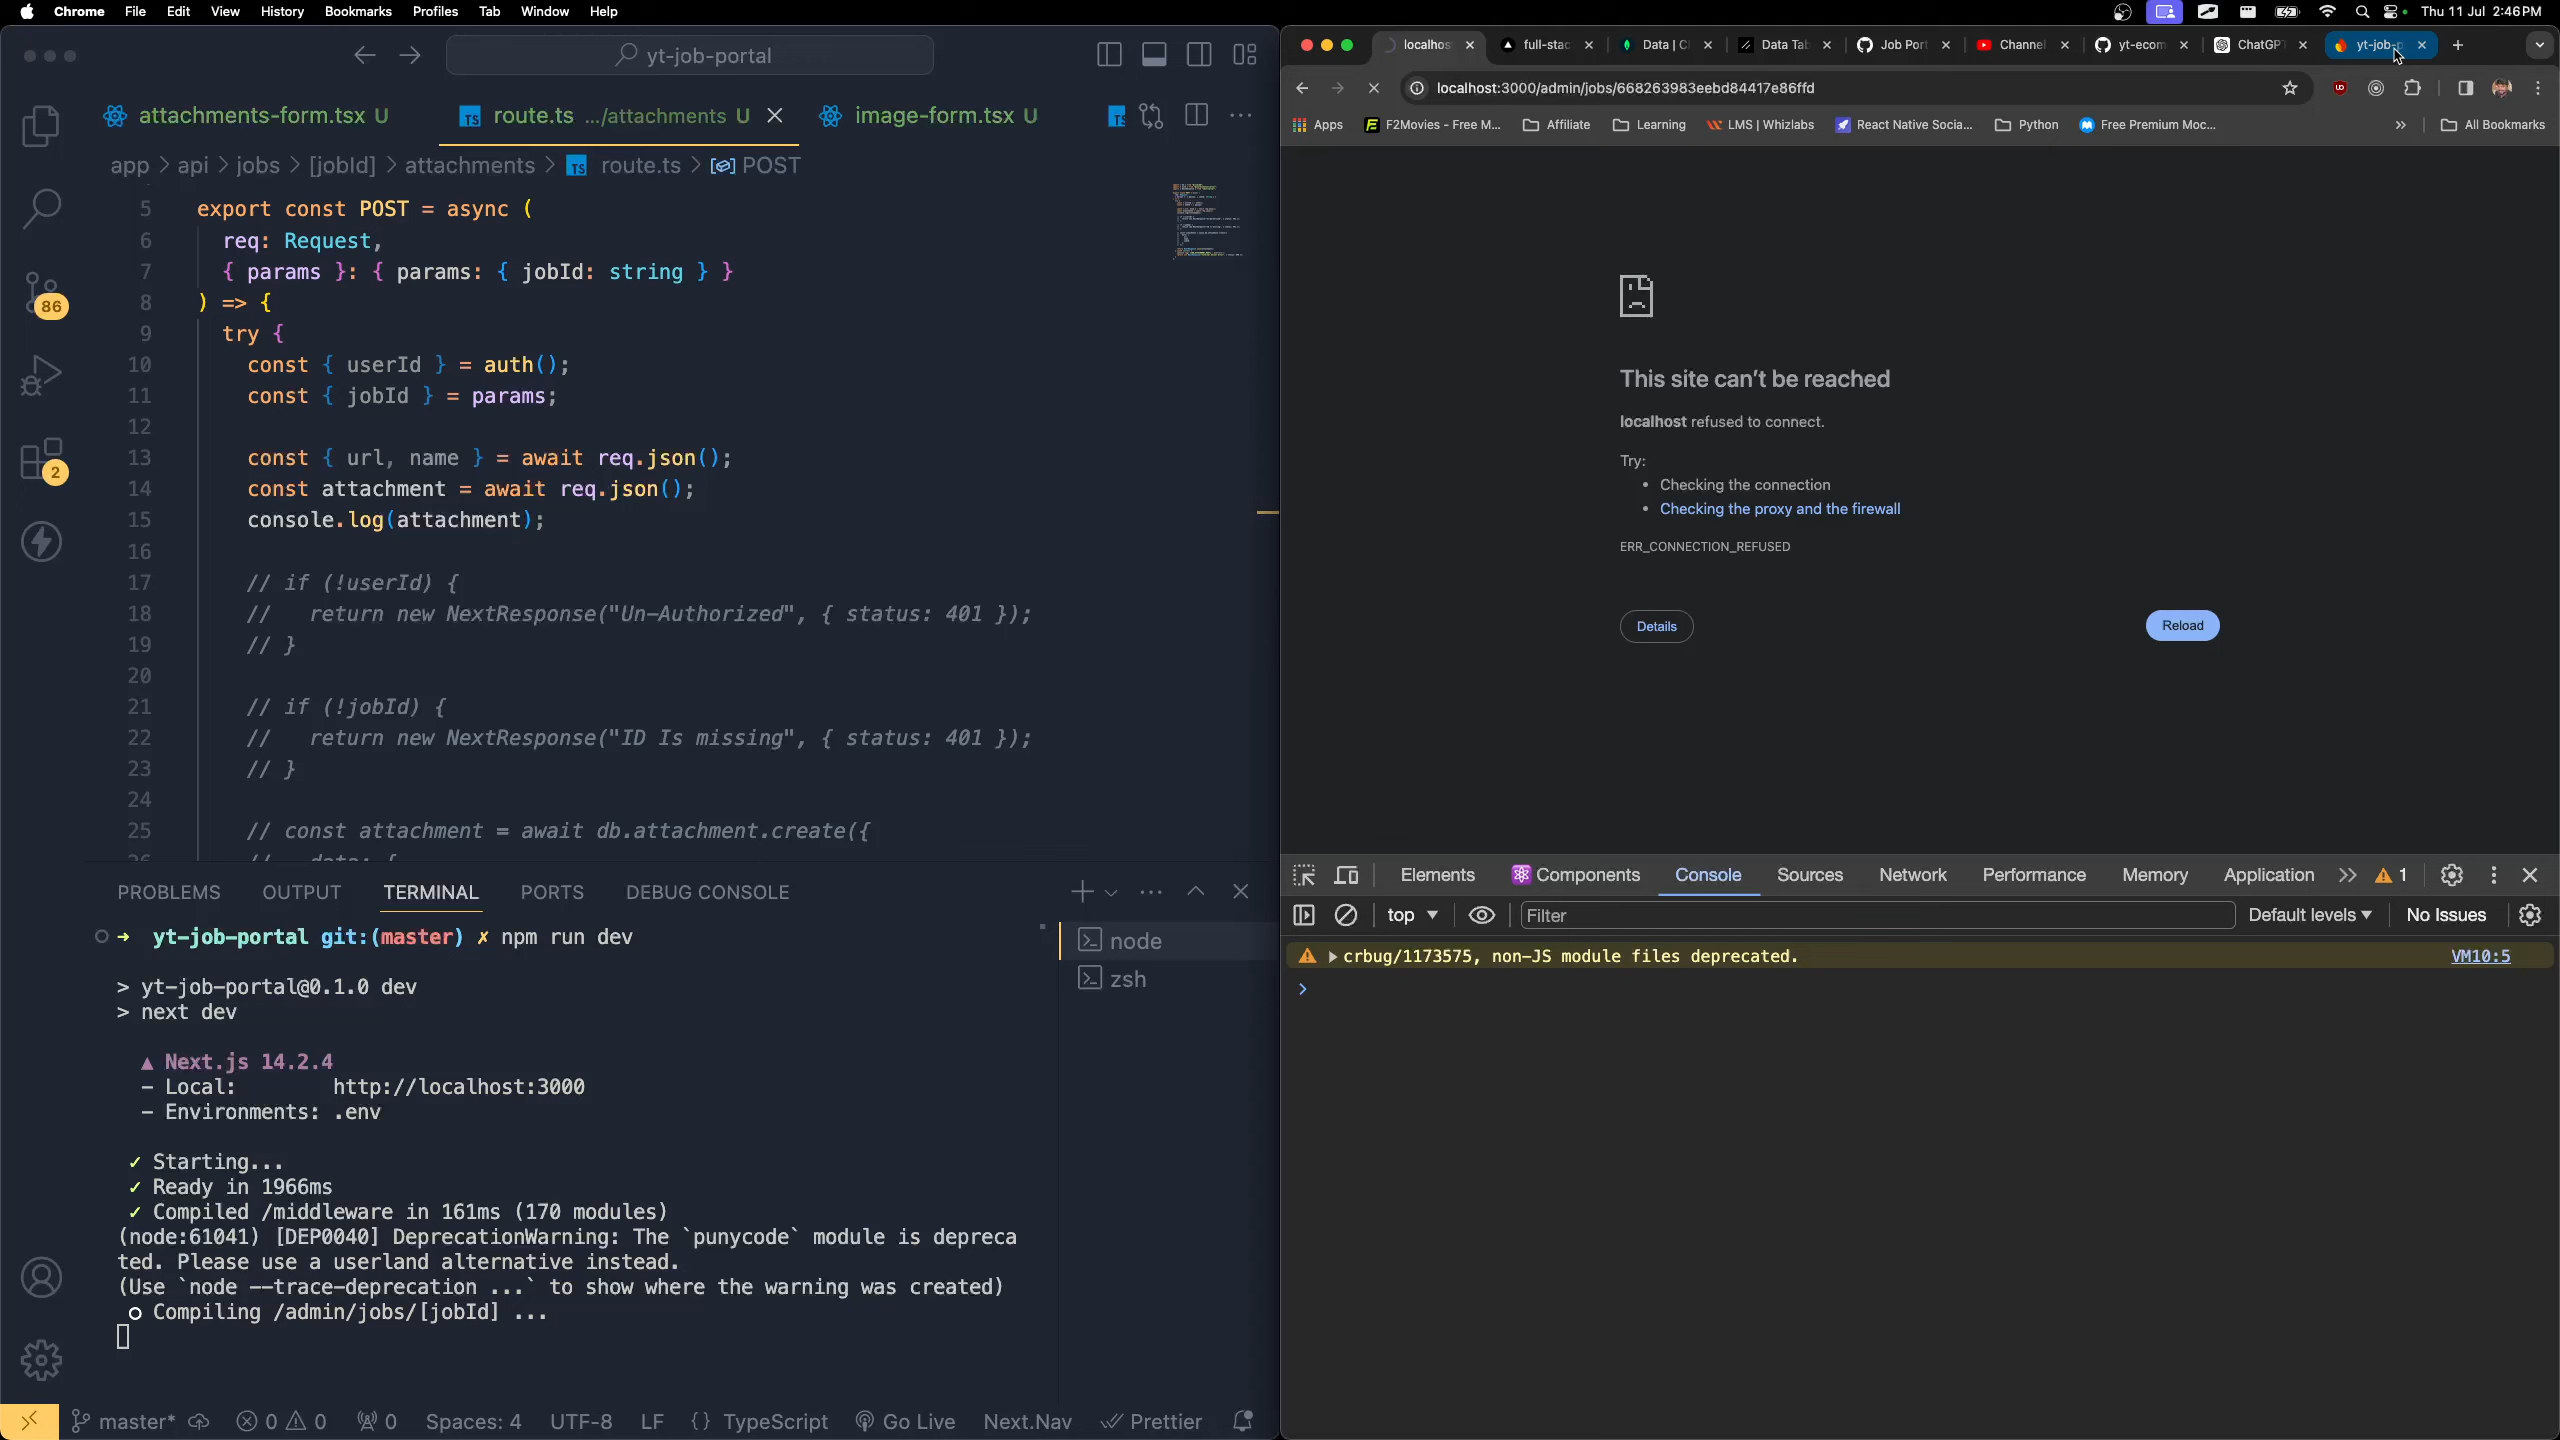 Chrome File Edit View History Bookmarks Profiles Tab Window Help
Thu 11 Jul 2:46PM
yt-job-portal
attachments-form.tsx U
route.ts .../attachments U
image-form.tsx U
app > api > jobs > [jobId] > attachments > route.ts > POST
5 export const POST = async (
6 req: Request,
7 { params }: { params: { jobId: string } }
8 ) => {
9 try {
10 const { userId } = auth();
11 const { jobId } = params;
12
13 const { url, name } = await req.json();
14 const attachment = await req.json();
15 console.log(attachment);
16
17 // if (!userId) {
18 // return new NextResponse("Un-Authorized", { status: 401 });
19 // }
20
21 // if (!jobId) {
22 // return new NextResponse("ID Is missing", { status: 401 });
23 // }
24
25 // const attachment = await db.attachment.create({
26 // data: {
86
2
PROBLEMS OUTPUT TERMINAL PORTS DEBUG CONSOLE
→ yt-job-portal git:(master) ✗ npm run dev
> yt-job-portal@0.1.0 dev
> next dev
▲ Next.js 14.2.4
- Local: http://localhost:3000
- Environments: .env
✓ Starting...
✓ Ready in 1966ms
✓ Compiled /middleware in 161ms (170 modules)
(node:61041) [DEP0040] DeprecationWarning: The `punycode` module is depreca
ted. Please use a userland alternative instead.
(Use `node --trace-deprecation ...` to show where the warning was created)
○ Compiling /admin/jobs/[jobId] ...
node
zsh
master* 0 0 0 Spaces: 4 UTF-8 LF {} TypeScript Go Live Next.Nav Prettier
localhos full-stac Data | C Data Tab Job Port Channel yt-ecom ChatGP yt-job-p
localhost:3000/admin/jobs/668263983eebd84417e86ffd
Apps F2Movies - Free M... Affiliate Learning LMS | Whizlabs React Native Socia... Python Free Premium Moc... All Bookmarks
This site can't be reached
localhost refused to connect.
Try:
• Checking the connection
• Checking the proxy and the firewall
ERR_CONNECTION_REFUSED
Details
Reload
Elements Components Console Sources Network Performance Memory Application 1
top Filter Default levels No Issues
crbug/1173575, non-JS module files deprecated. VM10:5